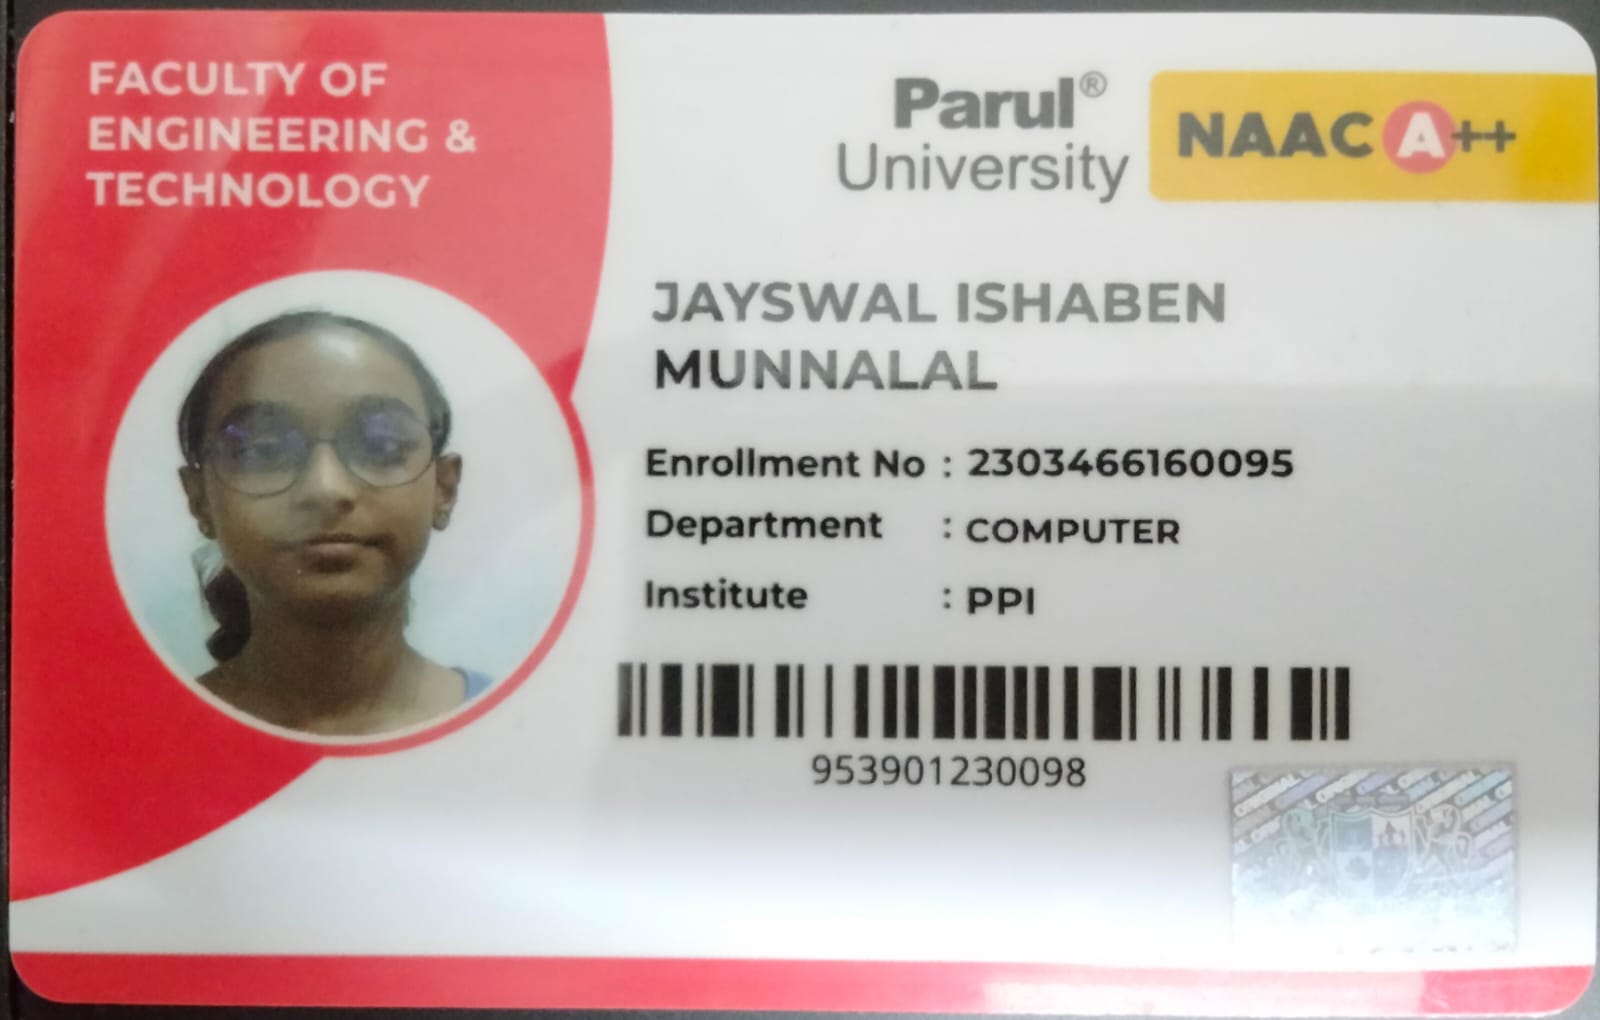 FACULTY OF
ENGINEERING &
TECHNOLOGY
Parul®
University
NAAC A++
JAYSWAL ISHABEN
MUNNALAL
Enrollment No : 2303466160095
Department : COMPUTER
Institute : PPI
953901230098